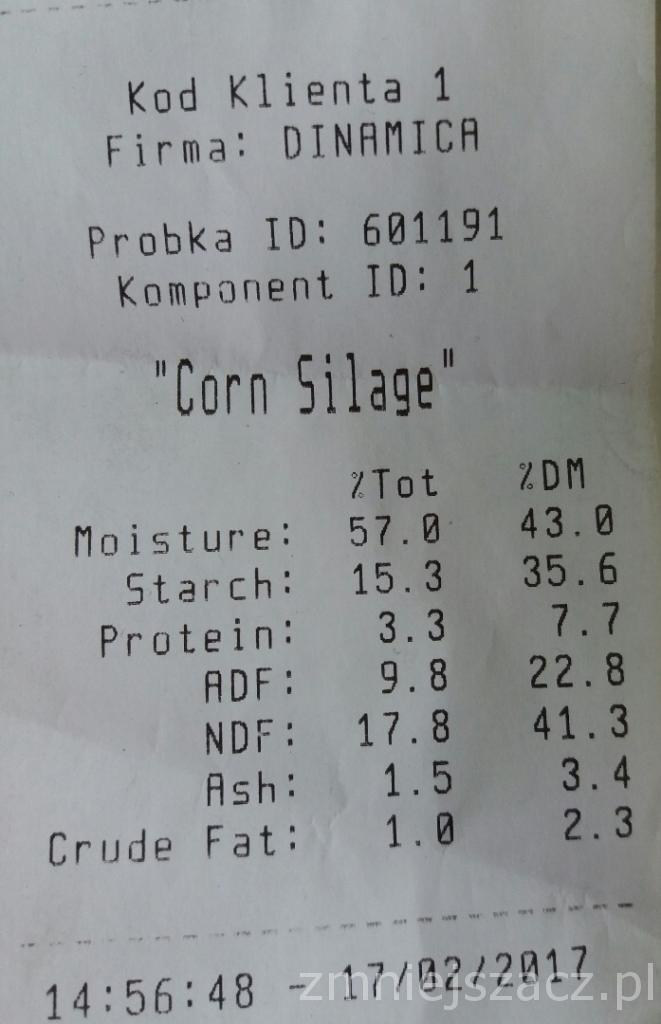 Kod Klienta 1
Firma: DINAMICA
Probka ID: 601191
Komponent ID: 1
"Corn Silage"
%Tot %DM
Moisture: 57.0 43.0
Starch: 15.3 35.6
Protein: 3.3 7.7
ADF: 9.8 22.8
NDF: 17.8 41.3
Ash: 1.5 3.4
Crude Fat: 1.0 2.3
14:56:48 - 17/02/2017
zmniejszacz.pl